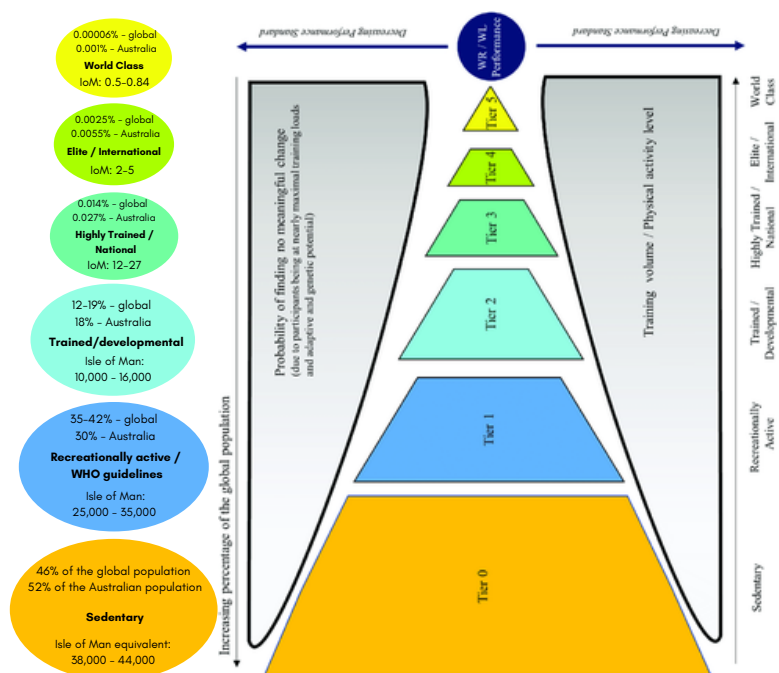 0.00006% - global
0.001% - Australia
World Class
IoM: 0.5-0.84
0.0025% - global
0.0055% - Australia
Elite / International
IoM: 2-5
0.014% - global
0.027% - Australia
Highly Trained /
National
IoM: 12-27
12-19% - global
18% - Australia
Trained/developmental
Isle of Man:
10,000 - 16,000
35-42% - global
30% - Australia
Recreationally active /
WHO guidelines
Isle of Man:
25,000 - 35,000
46% of the global population
52% of the Australian population
Sedentary
Isle of Man equivalent:
38,000 - 44,000
Increasing percentage of the global population
Decreasing Performance Standard
WR / WL
Performance
Decreasing Performance Standard
Probability of finding no meaningful change
(due to participants being at nearly maximal training loads
and adaptive and genetic potential)
Tier 5
Tier 4
Tier 3
Tier 2
Tier 1
Tier 0
Training volume / Physical activity level
World
Class
Elite /
International
Highly Trained /
National
Trained /
Developmental
Recreationally
Active
Sedentary